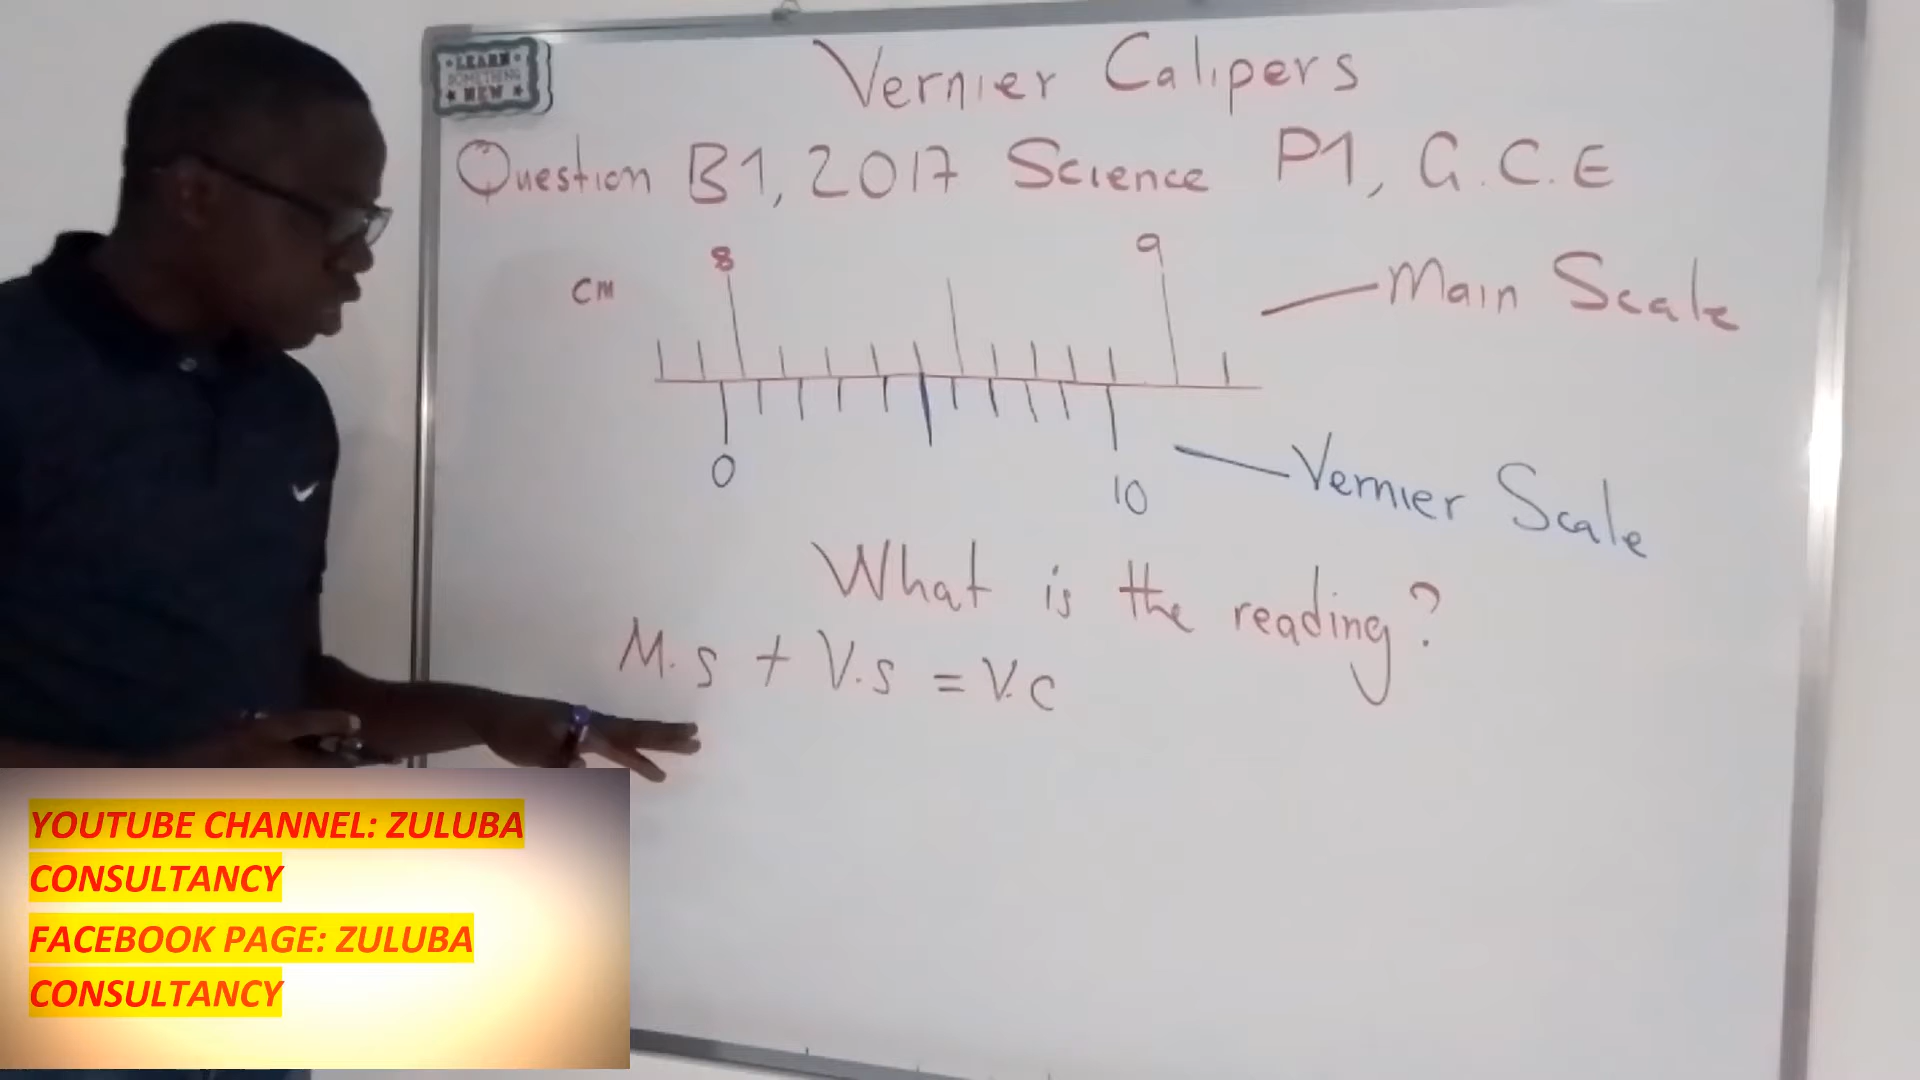 LEARN
SOMETHING
NEW
Vernier Calipers
Question B1, 2017 Science P1, G.C.E
8 9
CM
Main Scale
0 10
Vernier Scale
What is the reading?
M.S + V.S = V.C
YOUTUBE CHANNEL: ZULUBA
CONSULTANCY
FACEBOOK PAGE: ZULUBA
CONSULTANCY